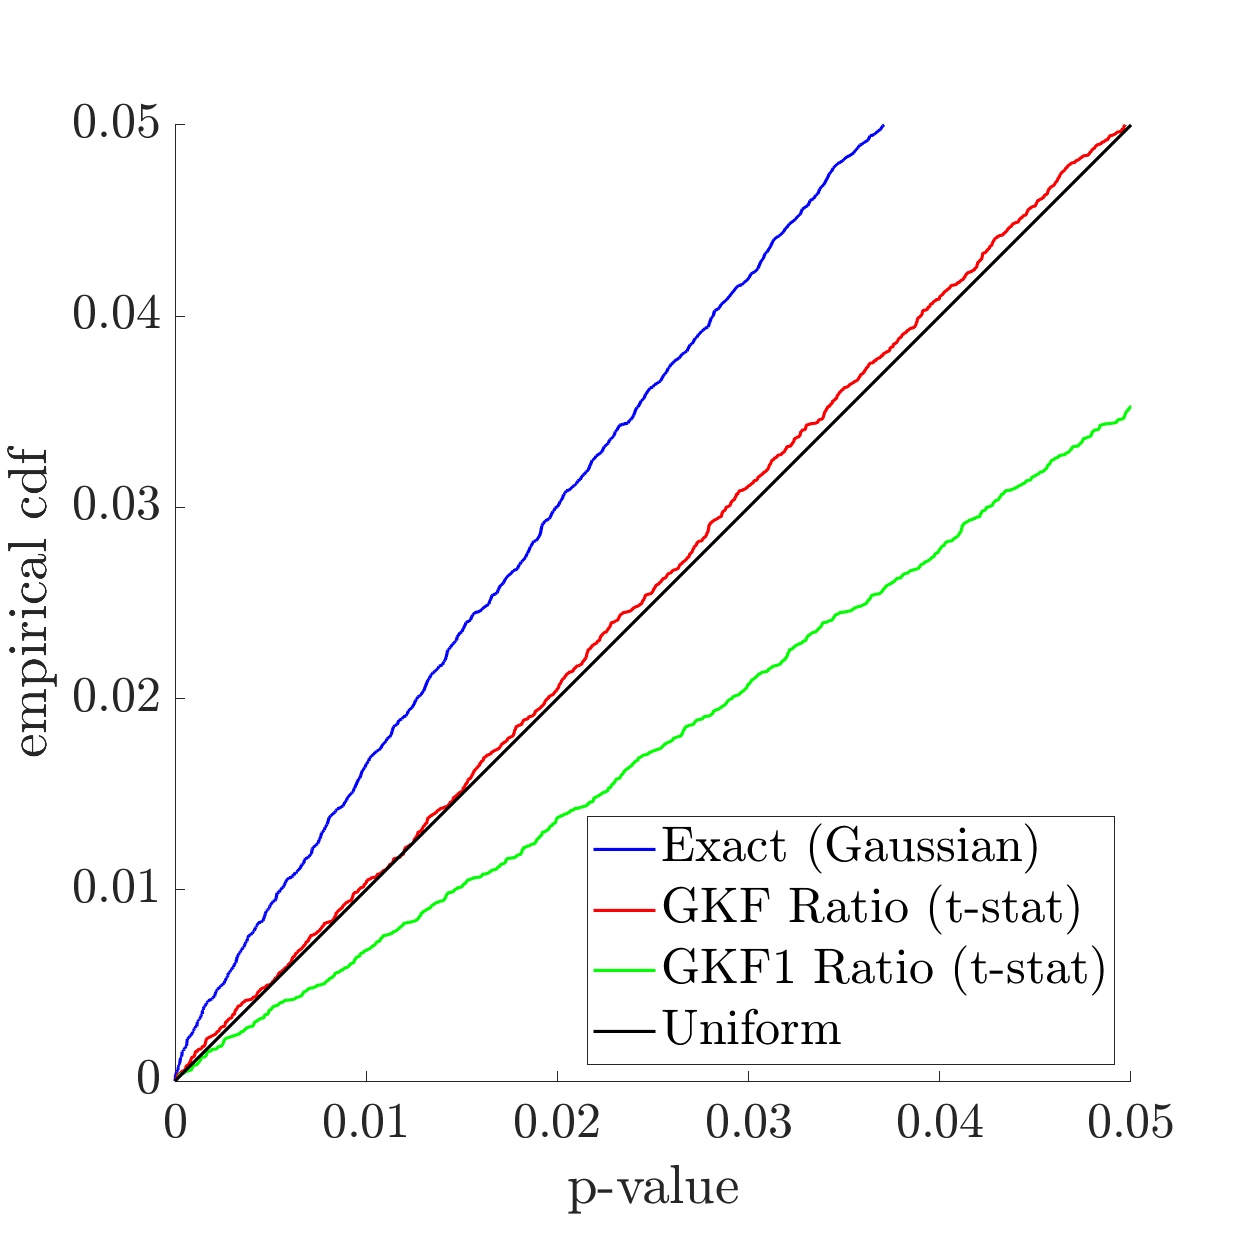 0.05
0.04
0.03
0.02
0.01
0
empirical cdf
Exact (Gaussian)
GKF Ratio (t-stat)
GKF1 Ratio (t-stat)
Uniform
0 0.01 0.02 0.03 0.04 0.05
p-value